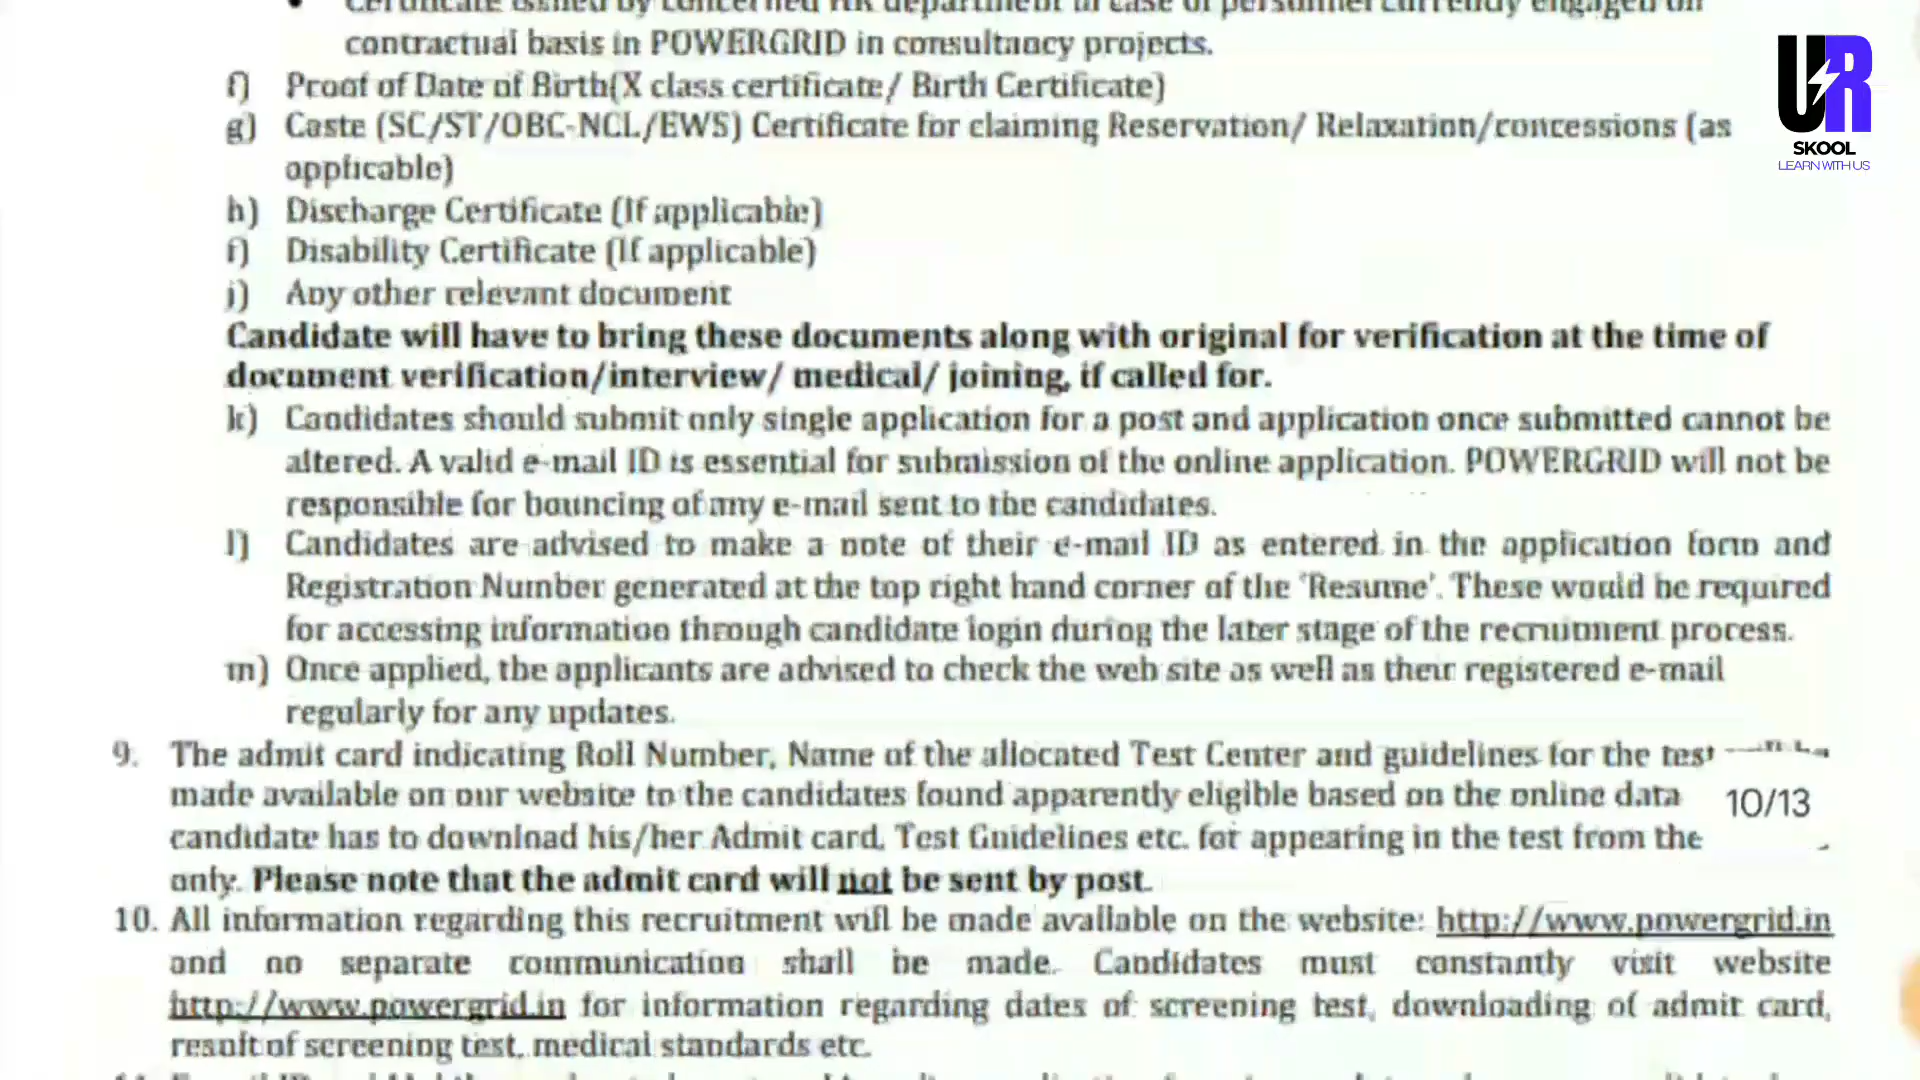 Certificate issued by concerned HR department in case of personnel currently engaged on
contractual basis in POWERGRID in consultancy projects.
f) Proof of Date of Birth(X class certificate/ Birth Certificate)
g) Caste (SC/ST/OBC-NCL/EWS) Certificate for claiming Reservation/ Relaxation/concessions (as
applicable)
h) Discharge Certificate (If applicable)
i) Disability Certificate (If applicable)
j) Any other relevant document
Candidate will have to bring these documents along with original for verification at the time of
document verification/interview/ medical/ joining, if called for.
k) Candidates should submit only single application for a post and application once submitted cannot be
altered. A valid e-mail ID is essential for submission of the online application. POWERGRID will not be
responsible for bouncing of any e-mail sent to the candidates.
l) Candidates are advised to make a note of their e-mail ID as entered in the application form and
Registration Number generated at the top right hand corner of the 'Resume'. These would be required
for accessing information through candidate login during the later stage of the recruitment process.
m) Once applied, the applicants are advised to check the web site as well as their registered e-mail
regularly for any updates.
9. The admit card indicating Roll Number, Name of the allocated Test Center and guidelines for the test
made available on our website to the candidates found apparently eligible based on the online data
candidate has to download his/her Admit card, Test Guidelines etc. for appearing in the test from the
only. Please note that the admit card will not be sent by post.
10. All information regarding this recruitment will be made available on the website: http://www.powergrid.in
and no separate communication shall be made. Candidates must constantly visit website
http://www.powergrid.in for information regarding dates of screening test, downloading of admit card,
result of screening test, medical standards etc.
10/13
UR
SKOOL
LEARN WITH US